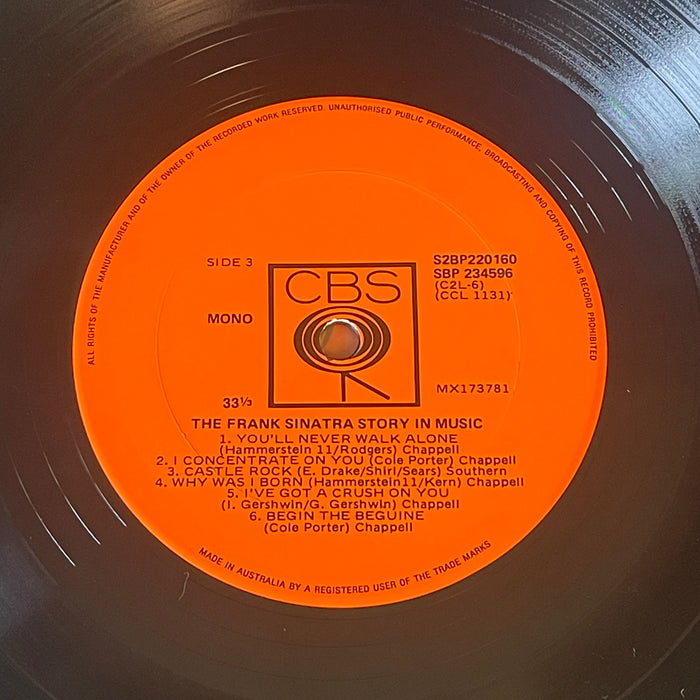 ALL RIGHTS OF THE MANUFACTURER AND OF THE OWNER OF THE RECORDED WORK RESERVED. UNAUTHORISED PUBLIC PERFORMANCE, BROADCASTING AND COPYING OF THIS RECORD PROHIBITED
SIDE 3
S2BP220160
SBP 234596
(C2L-6)
(CCL 1131)
CBS
MONO
MX173781
33⅓
THE FRANK SINATRA STORY IN MUSIC
1. YOU'LL NEVER WALK ALONE
(Hammerstein 11/Rodgers) Chappell
2. I CONCENTRATE ON YOU (Cole Porter) Chappell
3. CASTLE ROCK (E. Drake/Shirl/Sears) Southern
4. WHY WAS I BORN (Hammerstein11/Kern) Chappell
5. I'VE GOT A CRUSH ON YOU
(I. Gershwin/G. Gershwin) Chappell
6. BEGIN THE BEGUINE
(Cole Porter) Chappell
MADE IN AUSTRALIA BY A REGISTERED USER OF THE TRADE MARKS